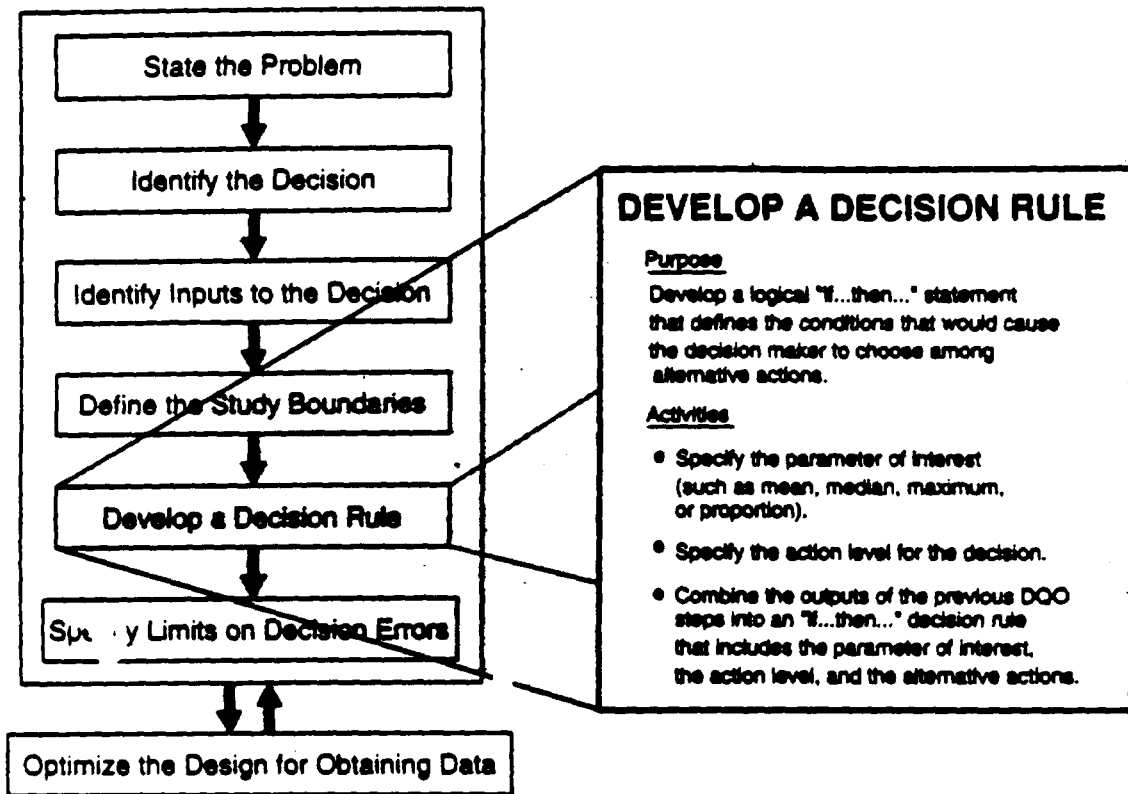 State the Problem
Identify the Decision
Identify Inputs to the Decision
Define the Study Boundaries
Develop a Decision Rule
Limits on Decision Errors
Optimize the Design for Obtaining Data
DEVELOP A DECISION RULE
Purpose
Develop a logical "if...then..." statement
that defines the conditions that would cause
the decision maker to choose among
alternative actions.
Activities
• Specify the parameter of interest
(such as mean, median, maximum,
or proportion).
• Specify the action level for the decision.
• Combine the outputs of the previous DQO
steps into an "if...then..." decision rule
that includes the parameter of interest,
the action level, and the alternative actions.